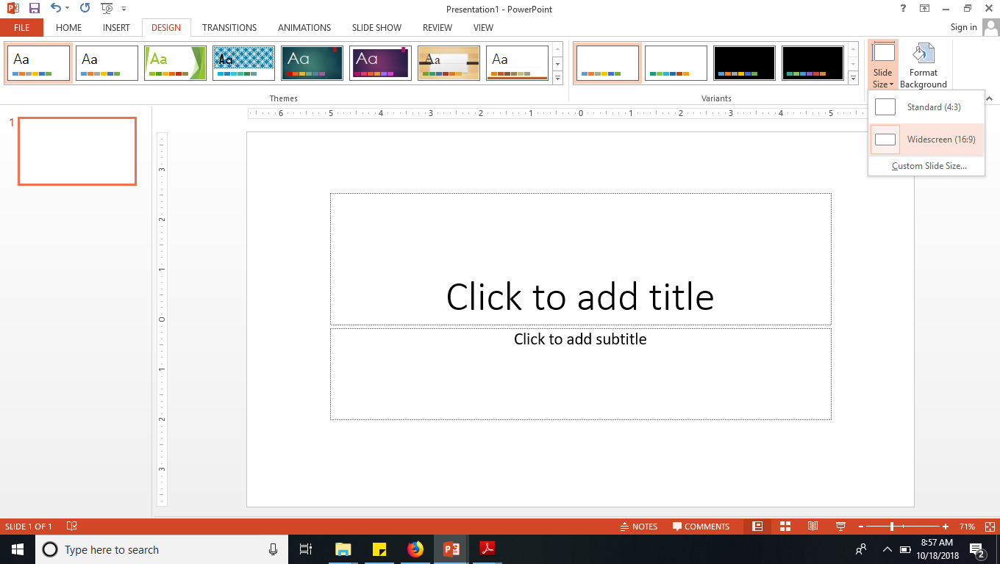 Presentation1 - PowerPoint
?
FILE HOME INSERT DESIGN TRANSITIONS ANIMATIONS SLIDE SHOW REVIEW VIEW
Sign in
Aa Aa Aa Aa Aa Aa Aa Aa
Themes
Variants
Slide
Size
Format
Background
Standard (4:3)
Widescreen (16:9)
Custom Slide Size...
6 5 4 3 2 1 0 1 2 3 4 5
1
3
2
1
0
1
2
3
Click to add title
Click to add subtitle
SLIDE 1 OF 1
NOTES COMMENTS 71%
Type here to search
8:57 AM
10/18/2018
2